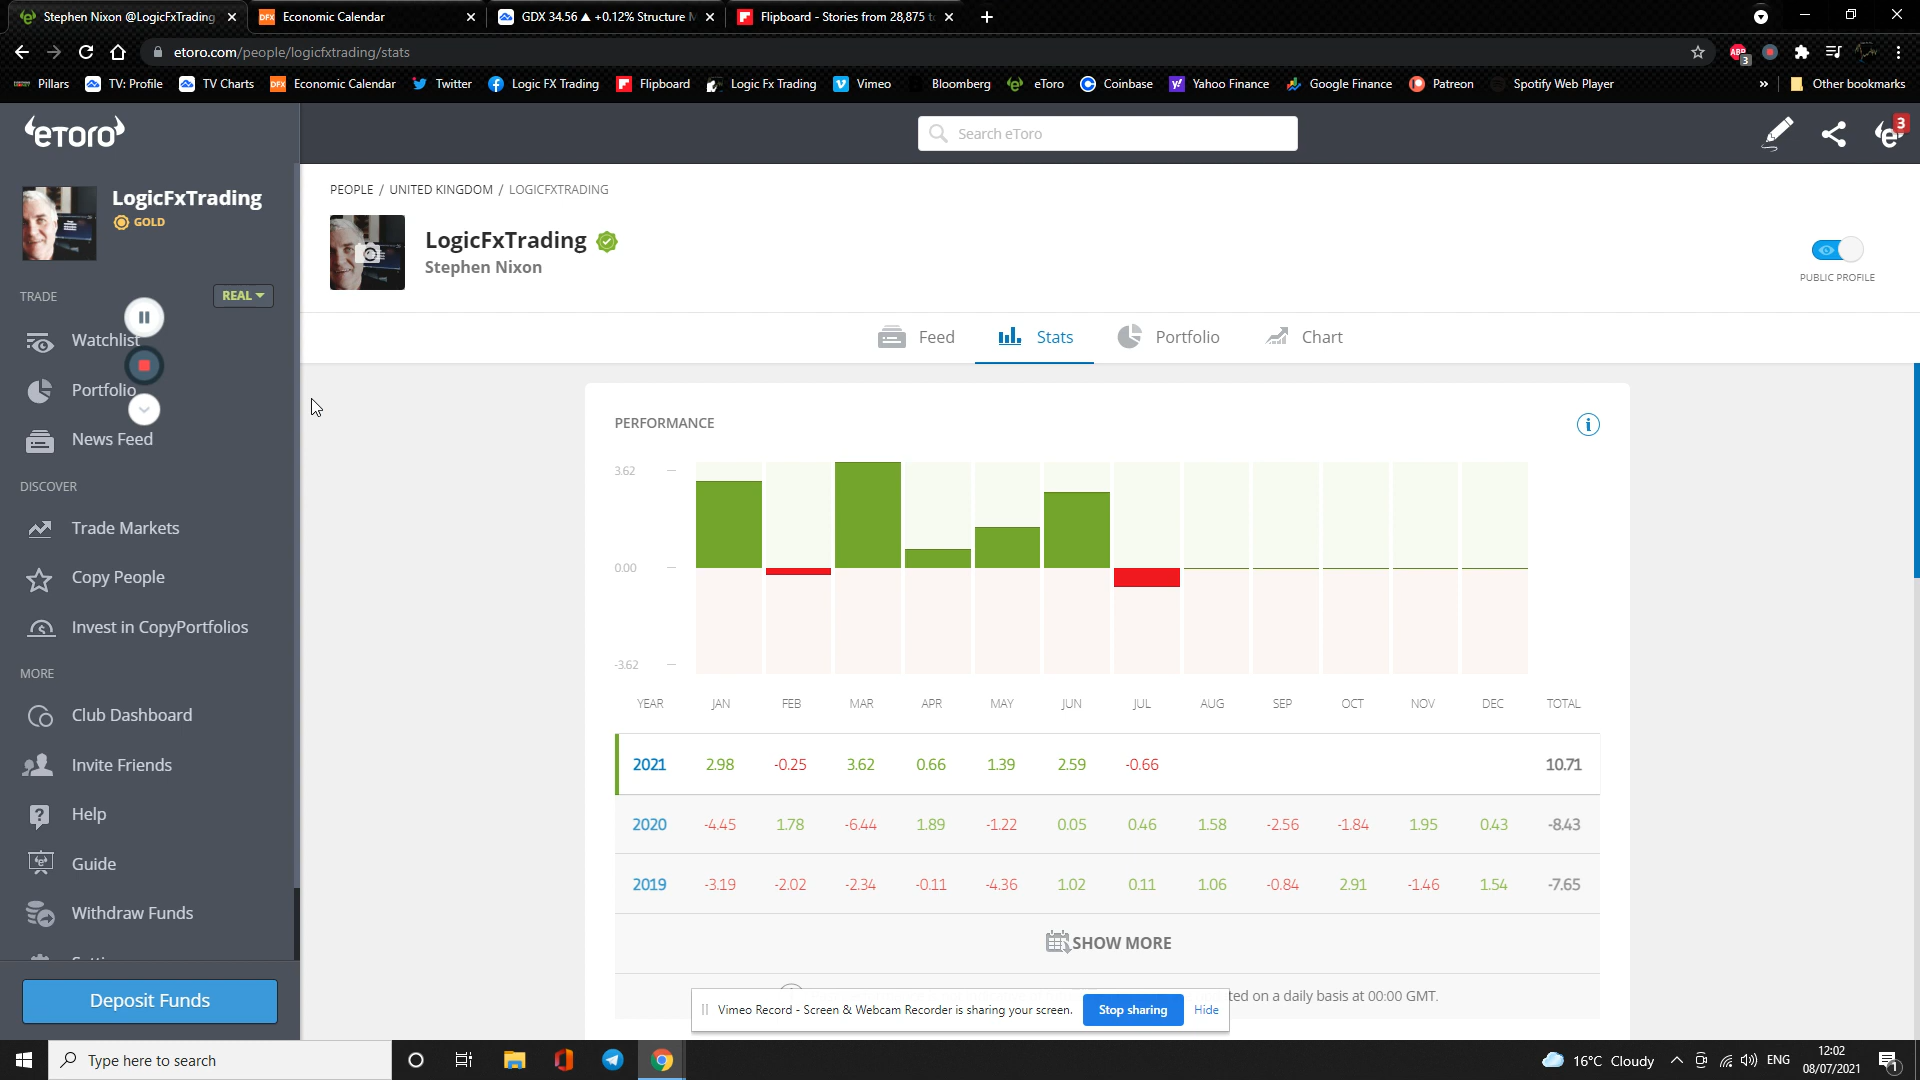 Stephen Nixon @LogicFxTrading
DFX
Economic Calendar
GDX 34.56 ▲ +0.12% Structure
Flipboard - Stories from 28,875
etoro.com/people/logicfxtrading/stats
ABP
3
Pillars
TV: Profile
TV Charts
DFX
Economic Calendar
Twitter
Logic FX Trading
Flipboard
Logic Fx Trading
Vimeo
Bloomberg
eToro
Coinbase
Yahoo Finance
Google Finance
Patreon
Spotify Web Player
»
Other bookmarks
eToro
Search eToro
3
LogicFxTrading
GOLD
PEOPLE / UNITED KINGDOM / LOGICFXTRADING
LogicFxTrading
Stephen Nixon
PUBLIC PROFILE
TRADE
REAL
Watchlist
Portfolio
News Feed
DISCOVER
Trade Markets
Copy People
Invest in CopyPortfolios
MORE
Club Dashboard
Invite Friends
Help
Guide
Withdraw Funds
Deposit Funds
Feed
Stats
Portfolio
Chart
PERFORMANCE
3.62
0.00
-3.62
YEAR JAN FEB MAR APR MAY JUN JUL AUG SEP OCT NOV DEC TOTAL
2021 2.98 -0.25 3.62 0.66 1.39 2.59 -0.66 10.71
2020 -4.45 1.78 -6.44 1.89 -1.22 0.05 0.46 1.58 -2.56 -1.84 1.95 0.43 -8.43
2019 -3.19 -2.02 -2.34 -0.11 -4.36 1.02 0.11 1.06 -0.84 2.91 -1.46 1.54 -7.65
SHOW MORE
ted on a daily basis at 00:00 GMT.
Vimeo Record - Screen & Webcam Recorder is sharing your screen.
Stop sharing
Hide
Type here to search
16°C Cloudy
ENG
12:02
08/07/2021
1